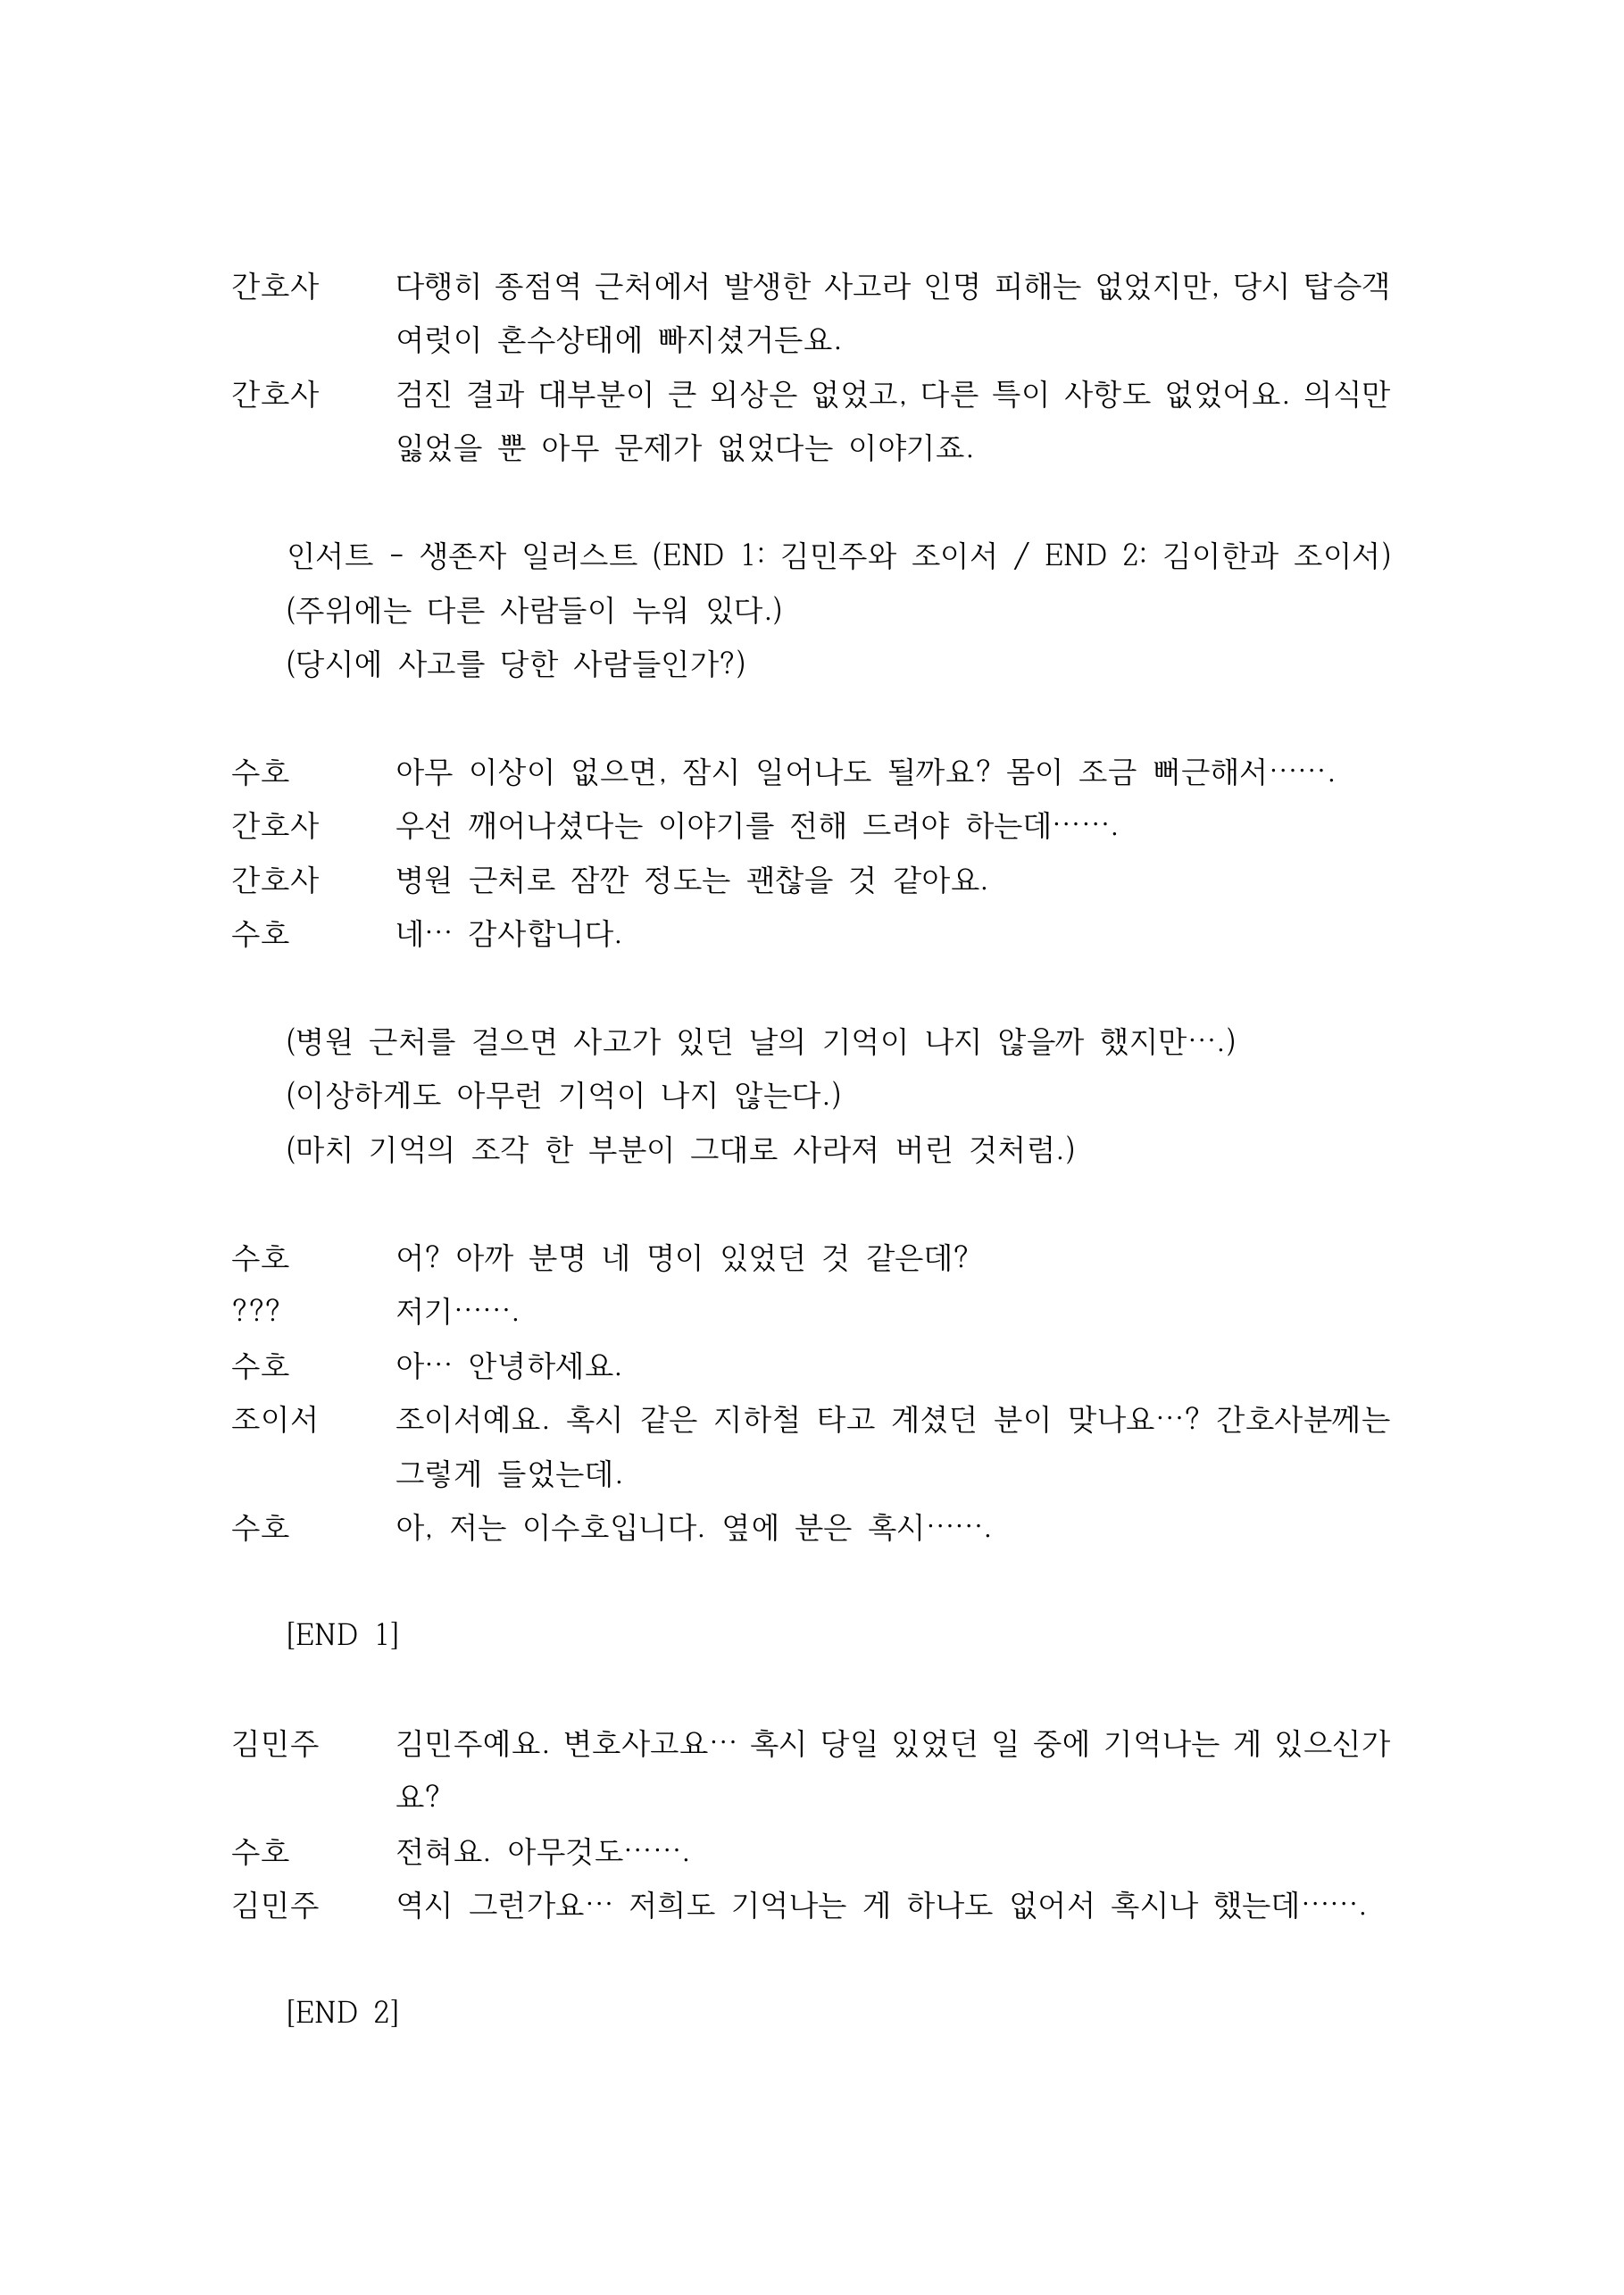 간호사 다행히 종점역 근처에서 발생한 사고라 인명 피해는 없었지만, 당시 탑승객
여럿이 혼수상태에 빠지셨거든요.
간호사 검진 결과 대부분이 큰 외상은 없었고, 다른 특이 사항도 없었어요. 의식만
잃었을 뿐 아무 문제가 없었다는 이야기죠.
인서트 - 생존자 일러스트 (END 1: 김민주와 조이서 / END 2: 김이한과 조이서)
(주위에는 다른 사람들이 누워 있다.)
(당시에 사고를 당한 사람들인가?)
수호 아무 이상이 없으면, 잠시 일어나도 될까요? 몸이 조금 뻐근해서…….
간호사 우선 깨어나셨다는 이야기를 전해 드려야 하는데…….
간호사 병원 근처로 잠깐 정도는 괜찮을 것 같아요.
수호 네… 감사합니다.
(병원 근처를 걸으면 사고가 있던 날의 기억이 나지 않을까 했지만….)
(이상하게도 아무런 기억이 나지 않는다.)
(마치 기억의 조각 한 부분이 그대로 사라져 버린 것처럼.)
수호 어? 아까 분명 네 명이 있었던 것 같은데?
??? 저기…….
수호 아… 안녕하세요.
조이서 조이서예요. 혹시 같은 지하철 타고 계셨던 분이 맞나요…? 간호사분께는
그렇게 들었는데.
수호 아, 저는 이수호입니다. 옆에 분은 혹시…….
[END 1]
김민주 김민주예요. 변호사고요… 혹시 당일 있었던 일 중에 기억나는 게 있으신가
요?
수호 전혀요. 아무것도…….
김민주 역시 그런가요… 저희도 기억나는 게 하나도 없어서 혹시나 했는데…….
[END 2]